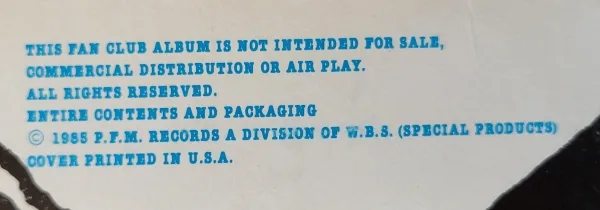 THIS FAN CLUB ALBUM IS NOT INTENDED FOR SALE,
COMMERCIAL DISTRIBUTION OR AIR PLAY.
ALL RIGHTS RESERVED.
ENTIRE CONTENTS AND PACKAGING
© 1985 P.F.M. RECORDS A DIVISION OF W.B.S. (SPECIAL PRODUCTS)
COVER PRINTED IN U.S.A.